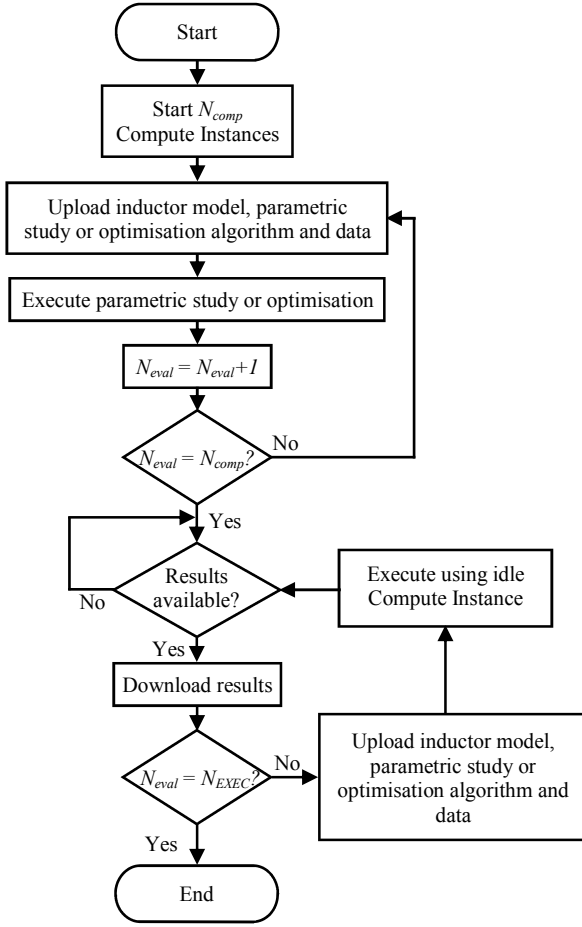 Start
Start N_comp
Compute Instances
Upload inductor model, parametric
study or optimisation algorithm and data
Execute parametric study or optimisation
N_eval = N_eval+1
N_eval = N_comp?
No
Yes
Results
available?
No
Execute using idle
Compute Instance
Yes
Download results
N_eval = N_EXEC?
No
Upload inductor model,
parametric study or
optimisation algorithm and
data
Yes
End